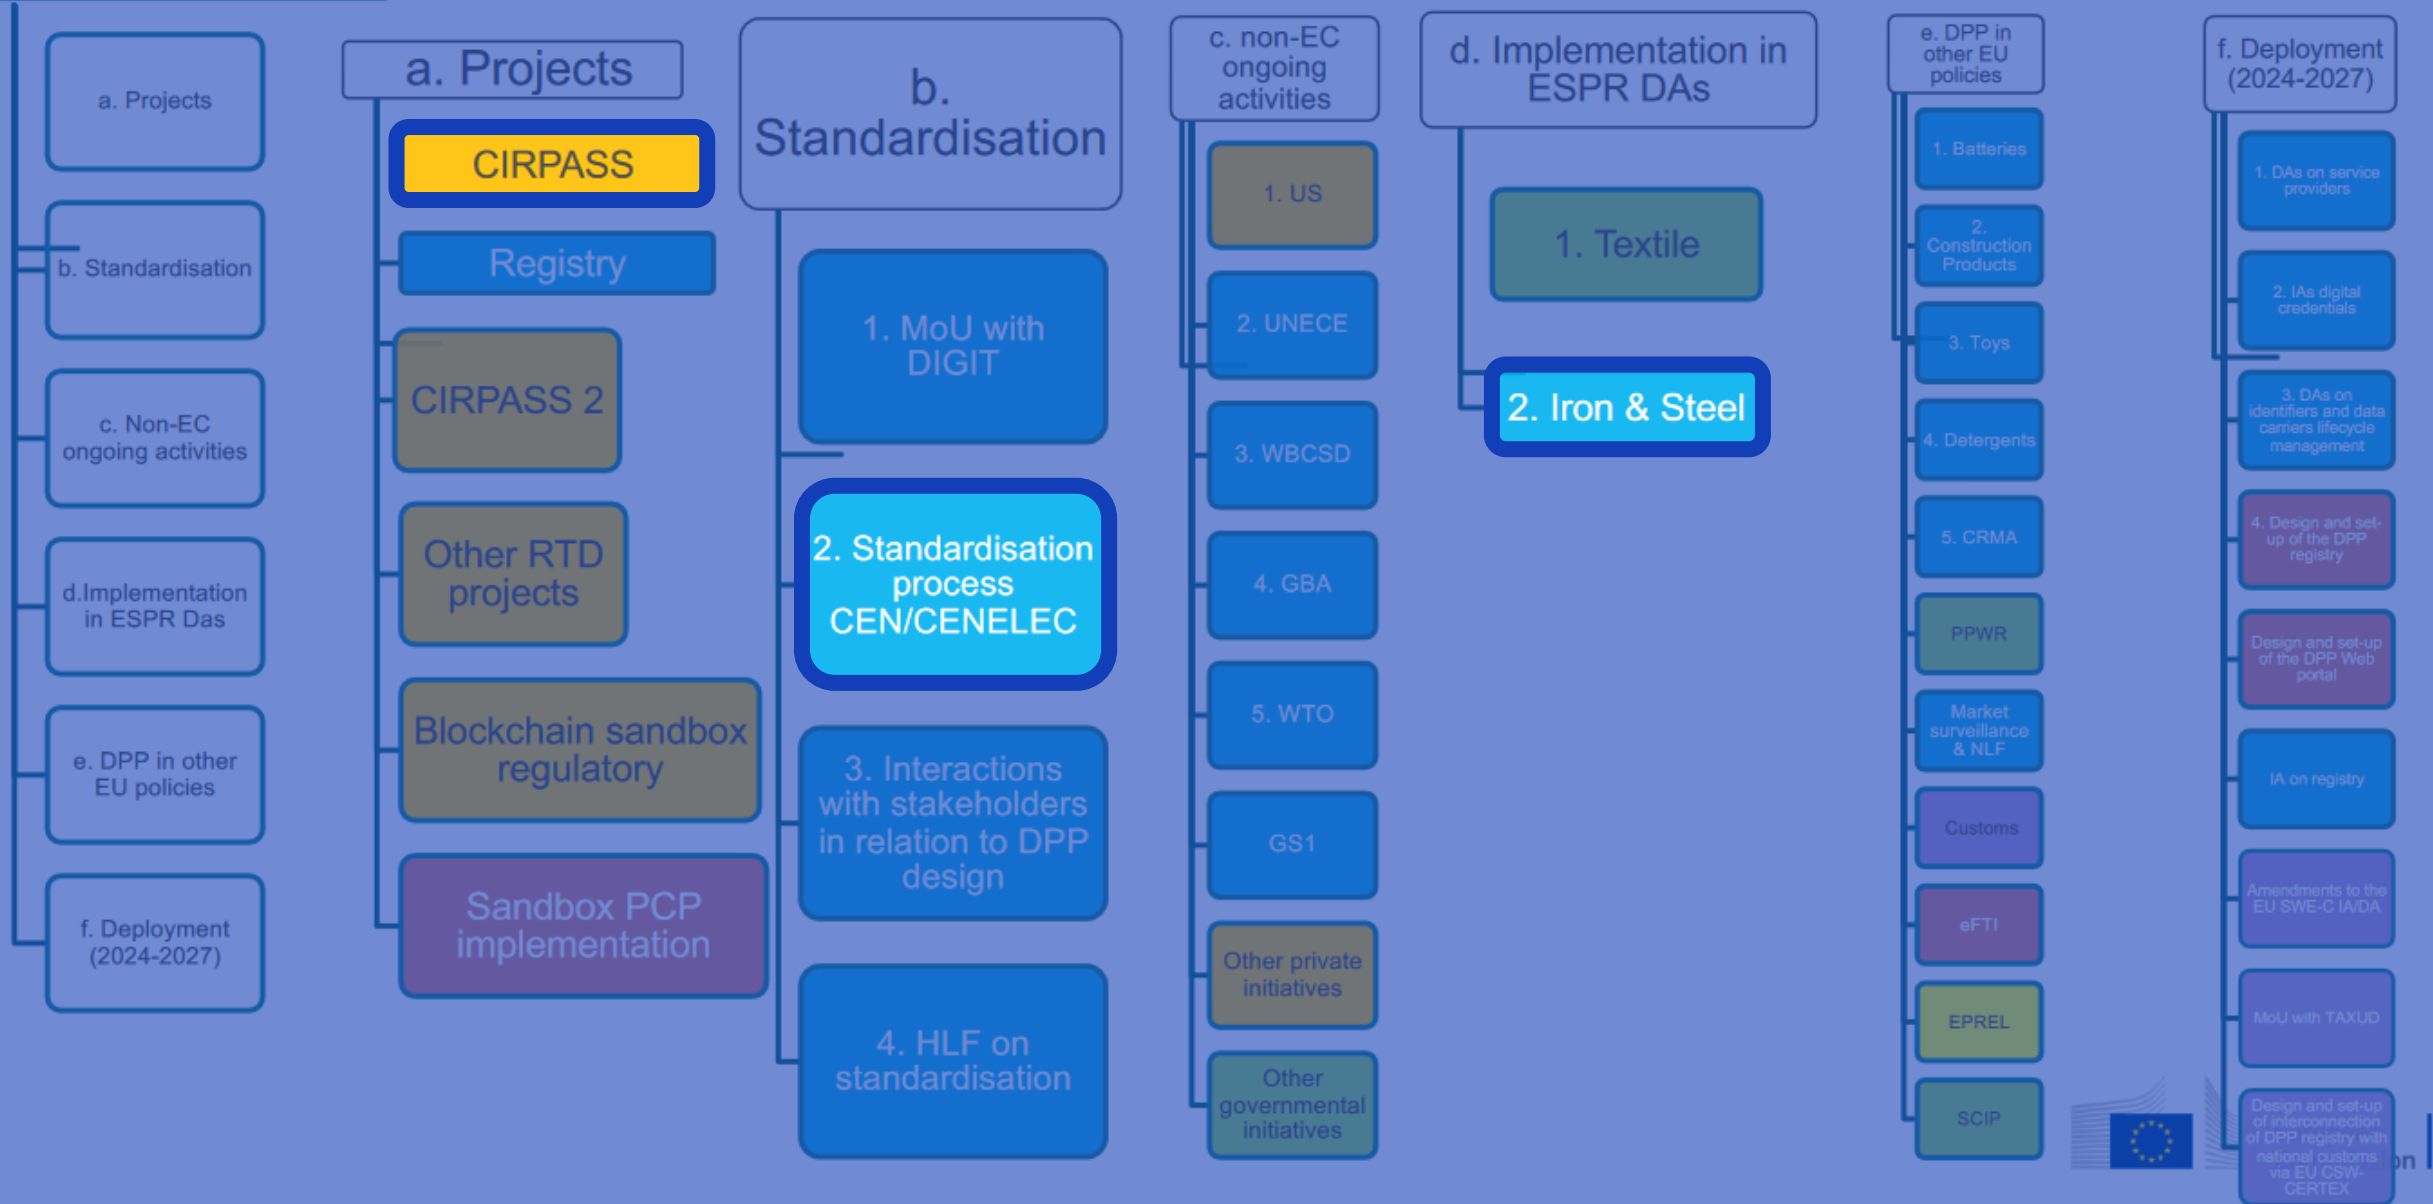 a. Projects
b. Standardisation
c. Non-EC
ongoing activities
d.Implementation
in ESPR Das
e. DPP in other
EU policies
f. Deployment
(2024-2027)
a. Projects
CIRPASS
Registry
CIRPASS 2
Other RTD
projects
Blockchain sandbox
regulatory
Sandbox PCP
implementation
b.
Standardisation
1. MoU with
DIGIT
2. Standardisation
process
CEN/CENELEC
3. Interactions
with stakeholders
in relation to DPP
design
4. HLF on
standardisation
c. non-EC
ongoing
activities
1. US
2. UNECE
3. WBCSD
4. GBA
5. WTO
GS1
Other private
initiatives
Other
governmental
initiatives
d. Implementation in
ESPR DAs
1. Textile
2. Iron & Steel
e. DPP in
other EU
policies
1. Batteries
2.
Construction
Products
3. Toys
4. Detergents
5. CRMA
PPWR
Market
surveillance
& NLF
Customs
eFTI
EPREL
SCIP
f. Deployment
(2024-2027)
1. DAs on service
providers
2. IAs digital
credentials
3. DAs on
identifiers and data
carriers lifecycle
management
4. Design and set-
up of the DPP
registry
Design and set-up
of the DPP Web
portal
IA on registry
Amendments to the
EU SWE-C IA/DA
MoU with TAXUD
Design and set-up
of interconnection
of DPP registry with
national customs
via EU CSW-
CERTEX